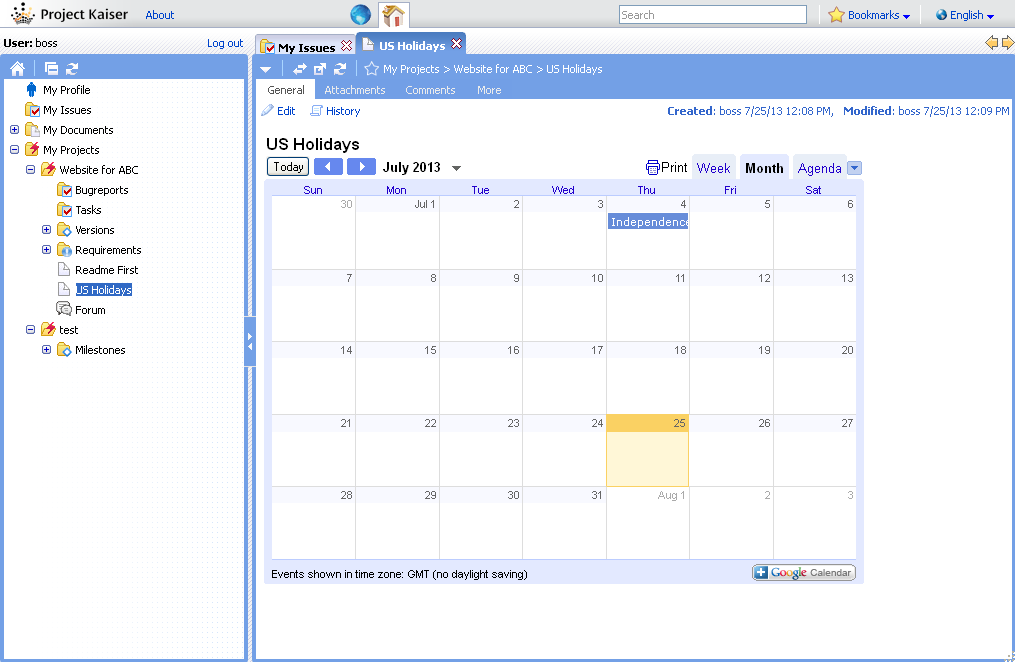 Project Kaiser About Search Bookmarks English
User: boss Log out
My Issues US Holidays
My Projects > Website for ABC > US Holidays
General Attachments Comments More
Edit History Created: boss 7/25/13 12:08 PM, Modified: boss 7/25/13 12:09 PM
My Profile
My Issues
My Documents
My Projects
Website for ABC
Bugreports
Tasks
Versions
Requirements
Readme First
US Holidays
Forum
test
Milestones
US Holidays
Today July 2013 Print Week Month Agenda
Sun Mon Tue Wed Thu Fri Sat
30 Jul 1 2 3 4 5 6
Independence
7 8 9 10 11 12 13
14 15 16 17 18 19 20
21 22 23 24 25 26 27
28 29 30 31 Aug 1 2 3
Events shown in time zone: GMT (no daylight saving) Google Calendar